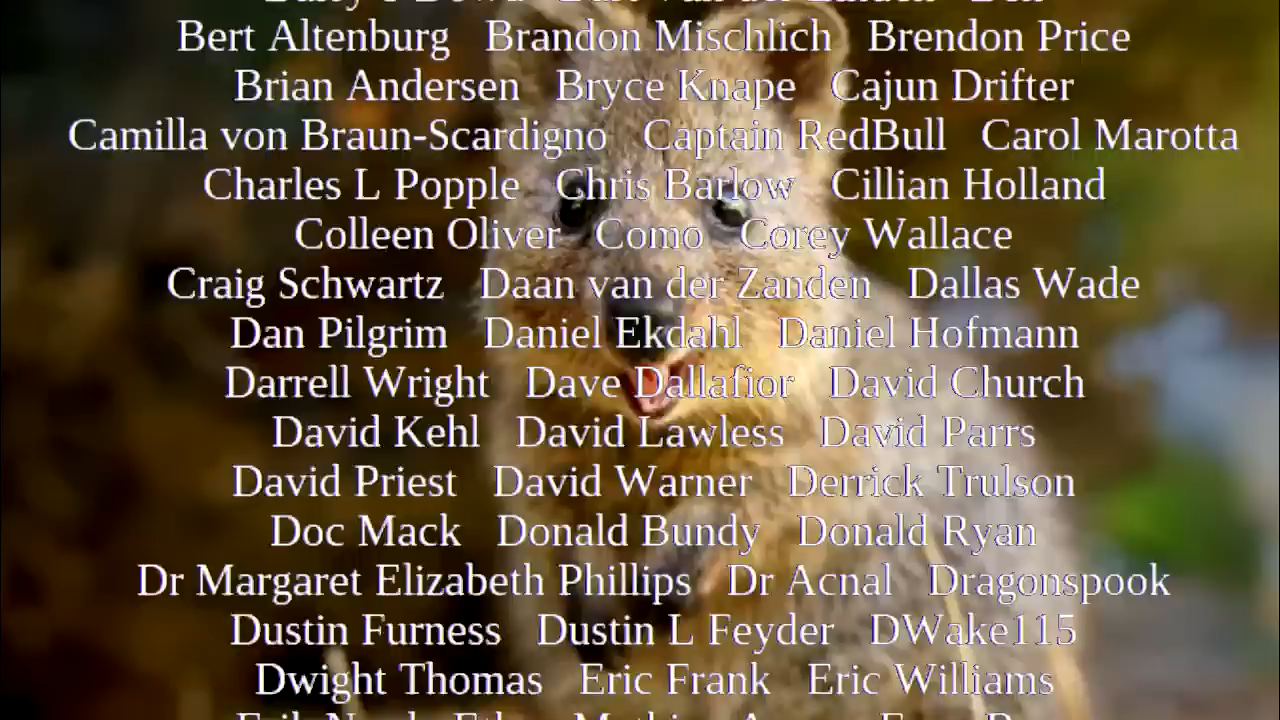 Bert Altenburg Brandon Mischlich Brendon Price
Brian Andersen Bryce Knape Cajun Drifter
Camilla von Braun-Scardigno Captain RedBull Carol Marotta
Charles L Popple Chris Barlow Cillian Holland
Colleen Oliver Como Corey Wallace
Craig Schwartz Daan van der Zanden Dallas Wade
Dan Pilgrim Daniel Ekdahl Daniel Hofmann
Darrell Wright Dave Dallafior David Church
David Kehl David Lawless David Parrs
David Priest David Warner Derrick Trulson
Doc Mack Donald Bundy Donald Ryan
Dr Margaret Elizabeth Phillips Dr Acnal Dragonspook
Dustin Furness Dustin L Feyder DWake115
Dwight Thomas Eric Frank Eric Williams